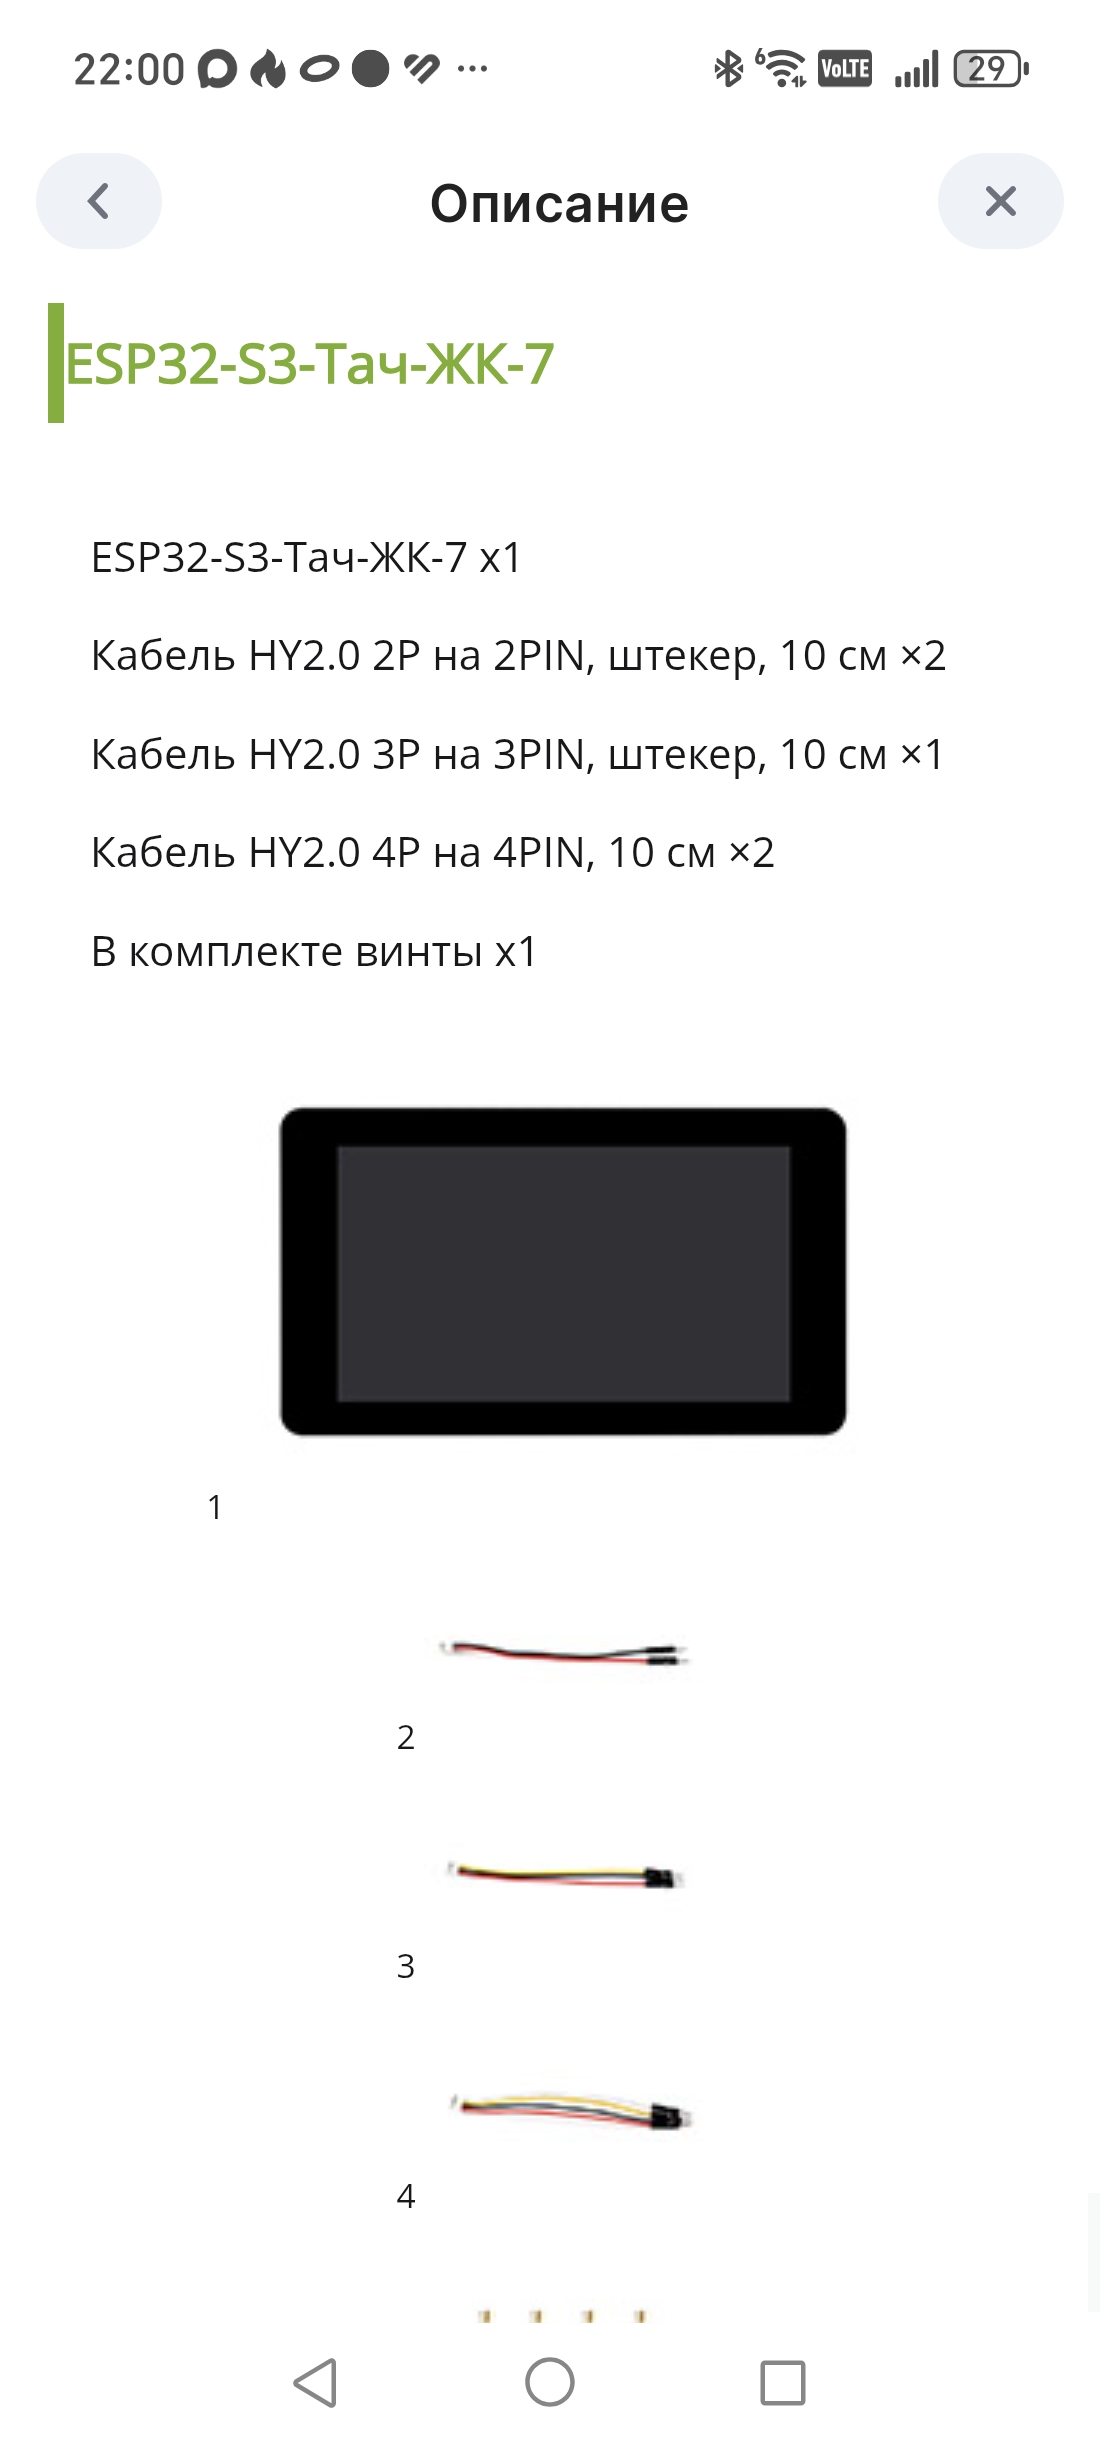 22:00 6 VoLTE 29
Описание
ESP32-S3-Тач-ЖК-7
ESP32-S3-Тач-ЖК-7 x1
Кабель HY2.0 2P на 2PIN, штекер, 10 см ×2
Кабель HY2.0 3P на 3PIN, штекер, 10 см ×1
Кабель HY2.0 4P на 4PIN, 10 см ×2
В комплекте винты x1
1
2
3
4